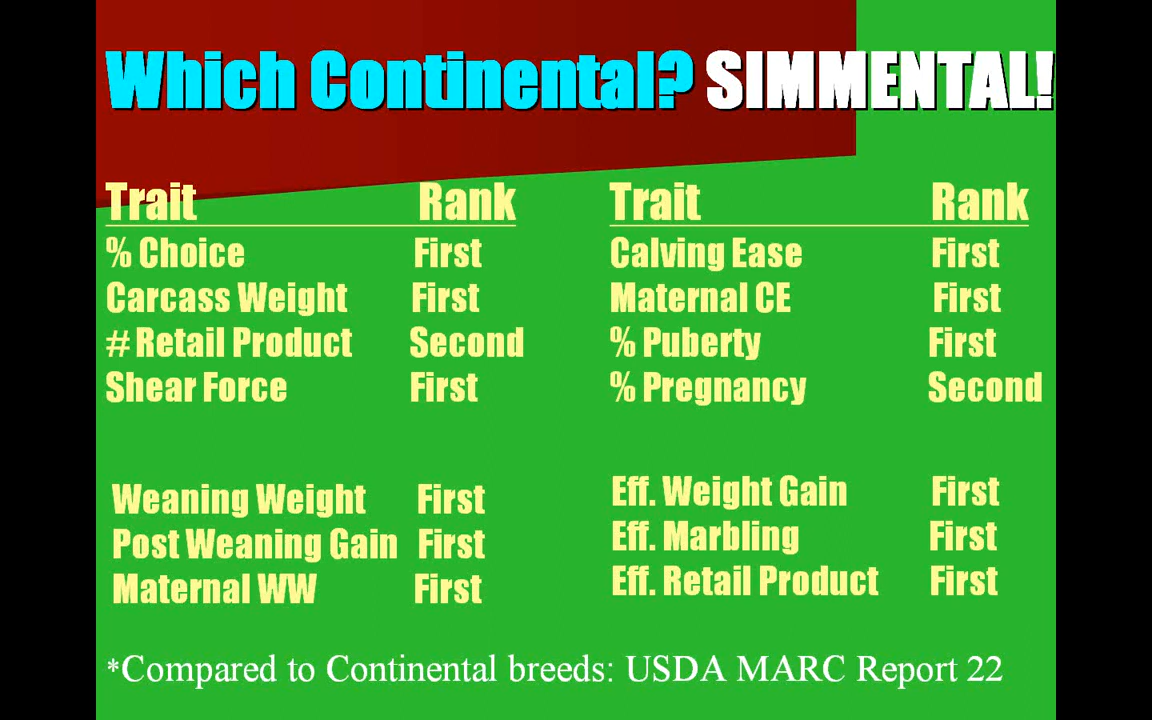 Which Continental? SIMMENTAL!
Trait Rank Trait Rank
% Choice First Calving Ease First
Carcass Weight First Maternal CE First
# Retail Product Second % Puberty First
Shear Force First % Pregnancy Second
Weaning Weight First Eff. Weight Gain First
Post Weaning Gain First Eff. Marbling First
Maternal WW First Eff. Retail Product First
*Compared to Continental breeds: USDA MARC Report 22